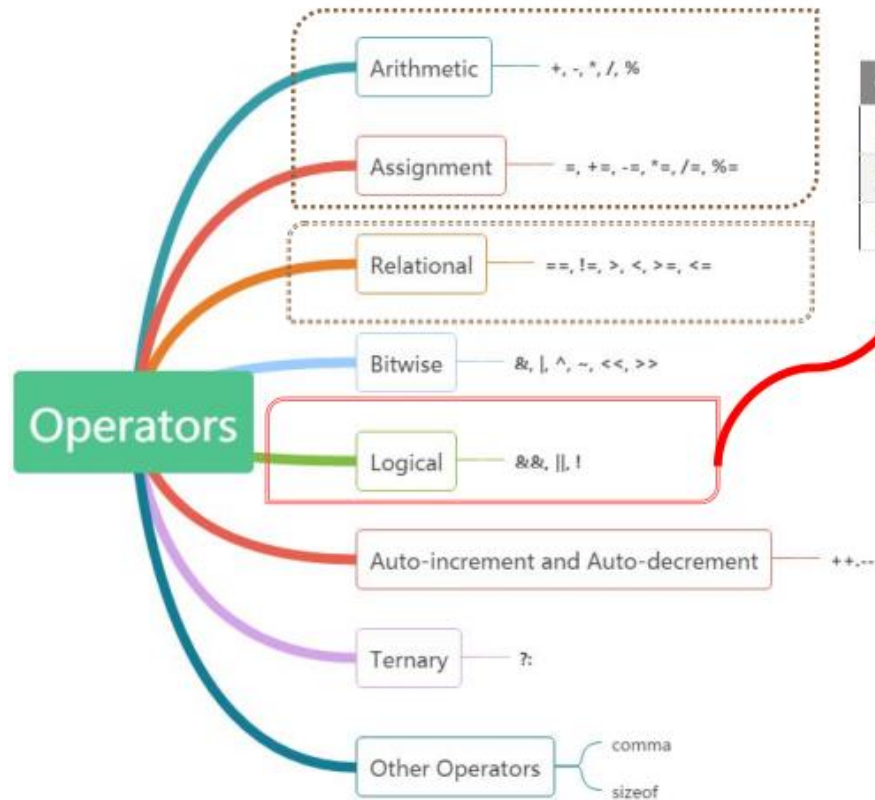 Arithmetic +, -, *, /, %
Assignment =, +=, -=, *=, /=, %=
Relational ==, !=, >, <, >=, <=
Bitwise &, |, ^, ~, <<, >>
Operators
Logical &&, ||, !
Auto-increment and Auto-decrement ++.--
Ternary ?:
Other Operators
comma
sizeof